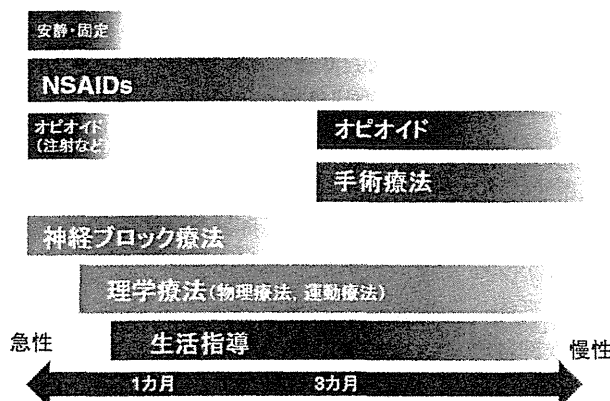 安静・固定
NSAIDs
オピオイド
(注射など)
オピオイド
手術療法
神経ブロック療法
理学療法(物理療法, 運動療法)
生活指導
急性
慢性
1カ月
3カ月